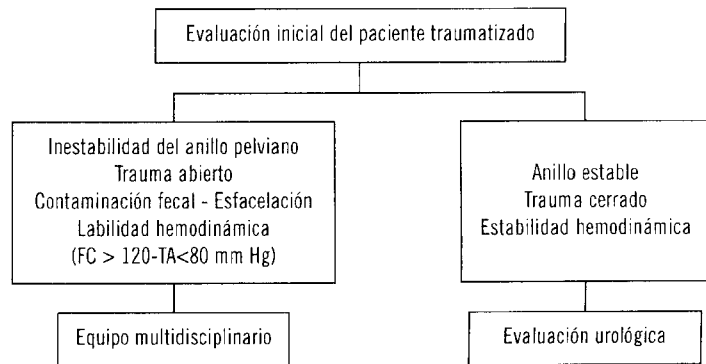 Evaluación inicial del paciente traumatizado
Inestabilidad del anillo pelviano
Trauma abierto
Contaminación fecal - Esfacelación
Labilidad hemodinámica
(FC > 120-TA<80 mm Hg)
Anillo estable
Trauma cerrado
Estabilidad hemodinámica
Equipo multidisciplinario
Evaluación urológica